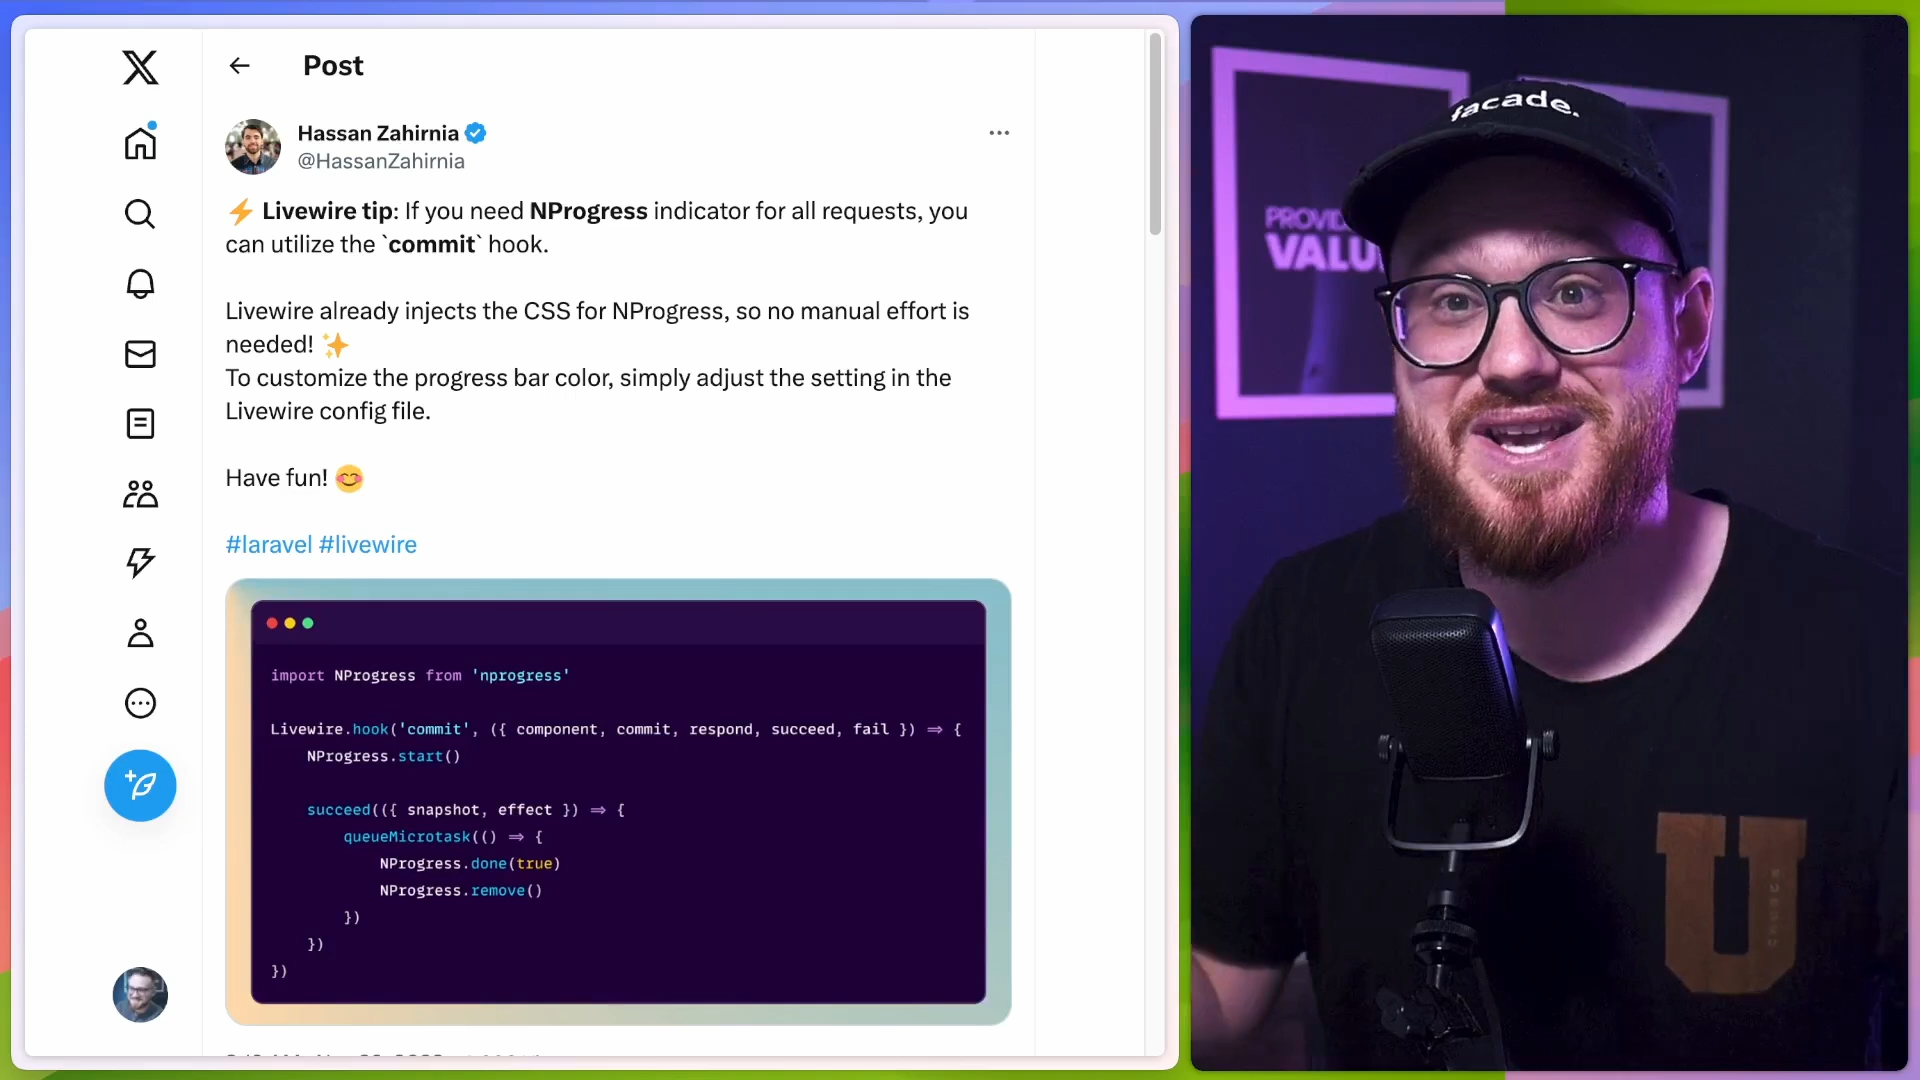 Post
Hassan Zahirnia
@HassanZahirnia
⚡ Livewire tip: If you need NProgress indicator for all requests, you
can utilize the `commit` hook.
Livewire already injects the CSS for NProgress, so no manual effort is
needed! ✨
To customize the progress bar color, simply adjust the setting in the
Livewire config file.
Have fun! 😊
#laravel #livewire
import NProgress from 'nprogress'
Livewire.hook('commit', ({ component, commit, respond, succeed, fail }) => {
NProgress.start()
succeed(({ snapshot, effect }) => {
queueMicrotask(() => {
NProgress.done(true)
NProgress.remove()
})
})
})
facade.
VALU
U